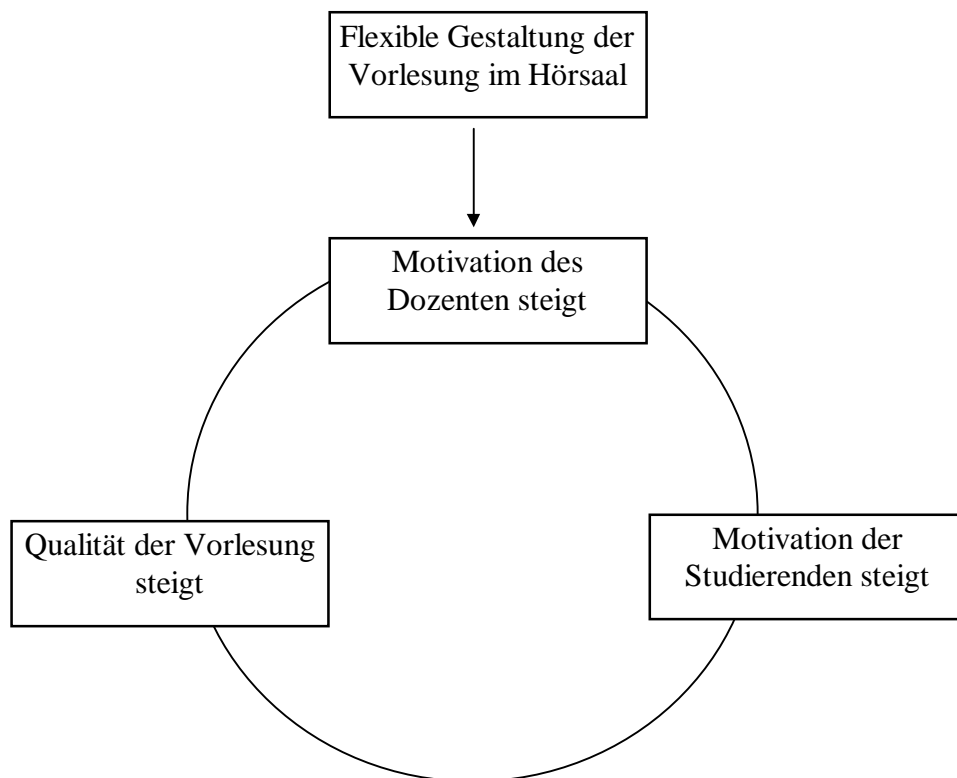 Flexible Gestaltung der
Vorlesung im Hörsaal
Motivation des
Dozenten steigt
Qualität der Vorlesung
steigt
Motivation der
Studierenden steigt